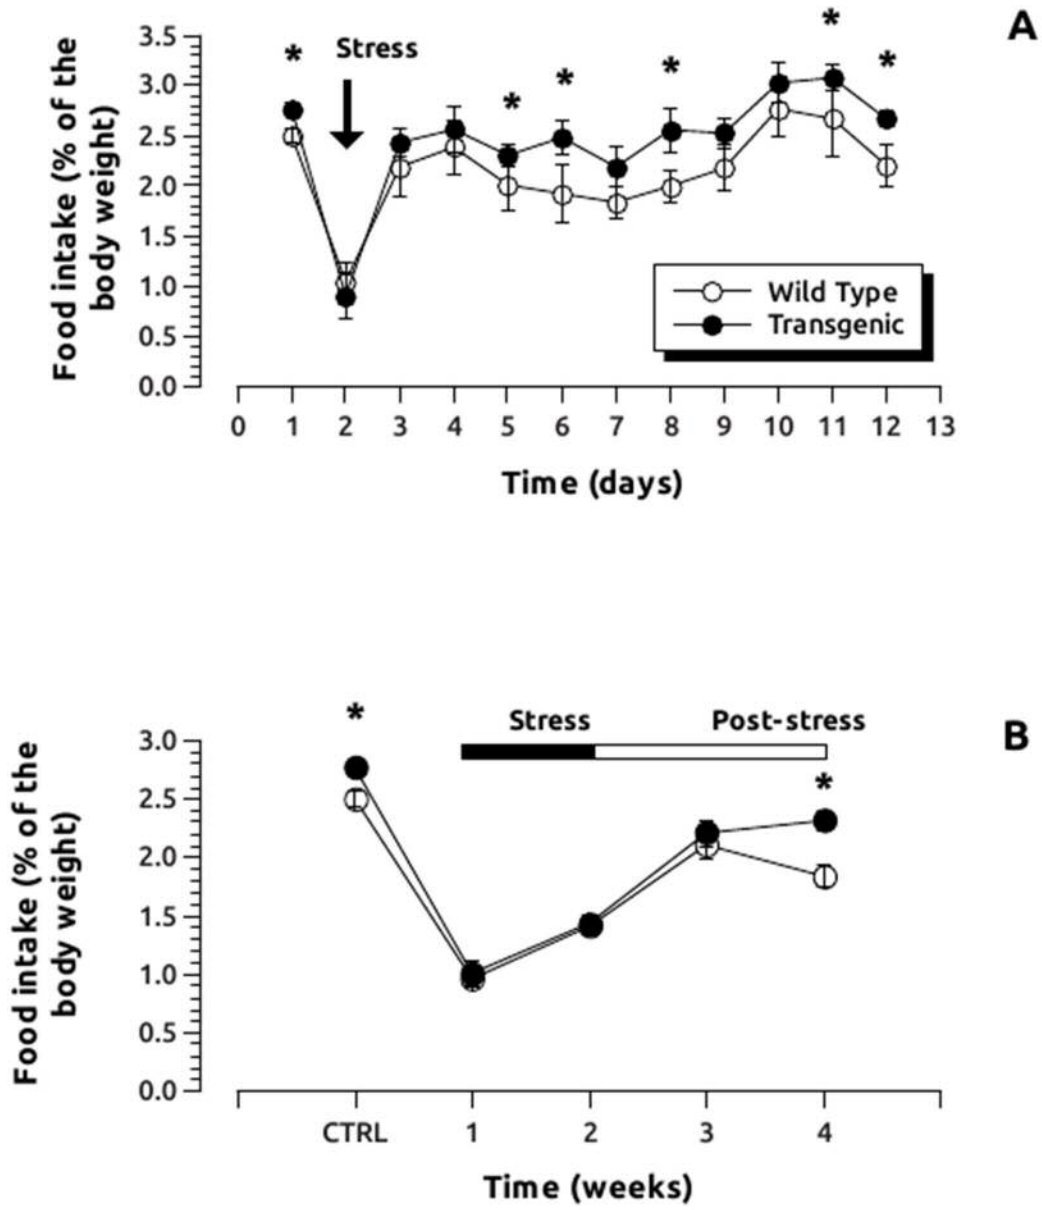 A
Food intake (% of the
body weight)
3.5
3.0
2.5
2.0
1.5
1.0
0.5
0.0
*
Stress
*
*
*
*
*
Wild Type
Transgenic
0 1 2 3 4 5 6 7 8 9 10 11 12 13
Time (days)
B
Food intake (% of the
body weight)
3.0
2.5
2.0
1.5
1.0
0.5
0.0
*
Stress Post-stress
*
CTRL 1 2 3 4
Time (weeks)